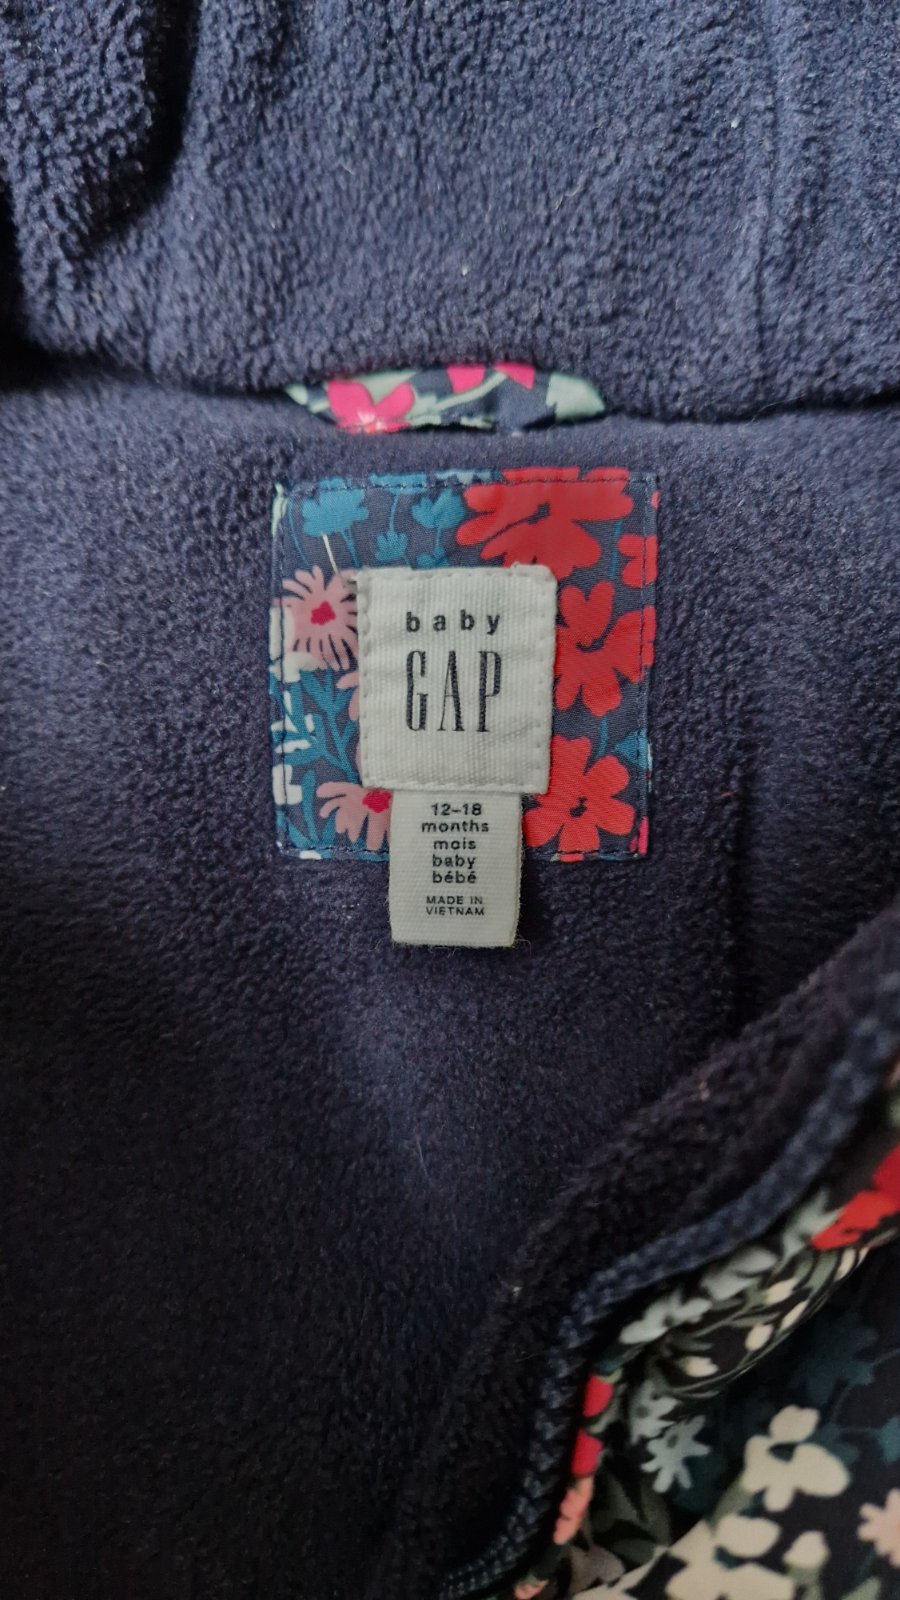 baby
GAP
12-18
months
mois
baby
bébé
MADE IN
VIETNAM